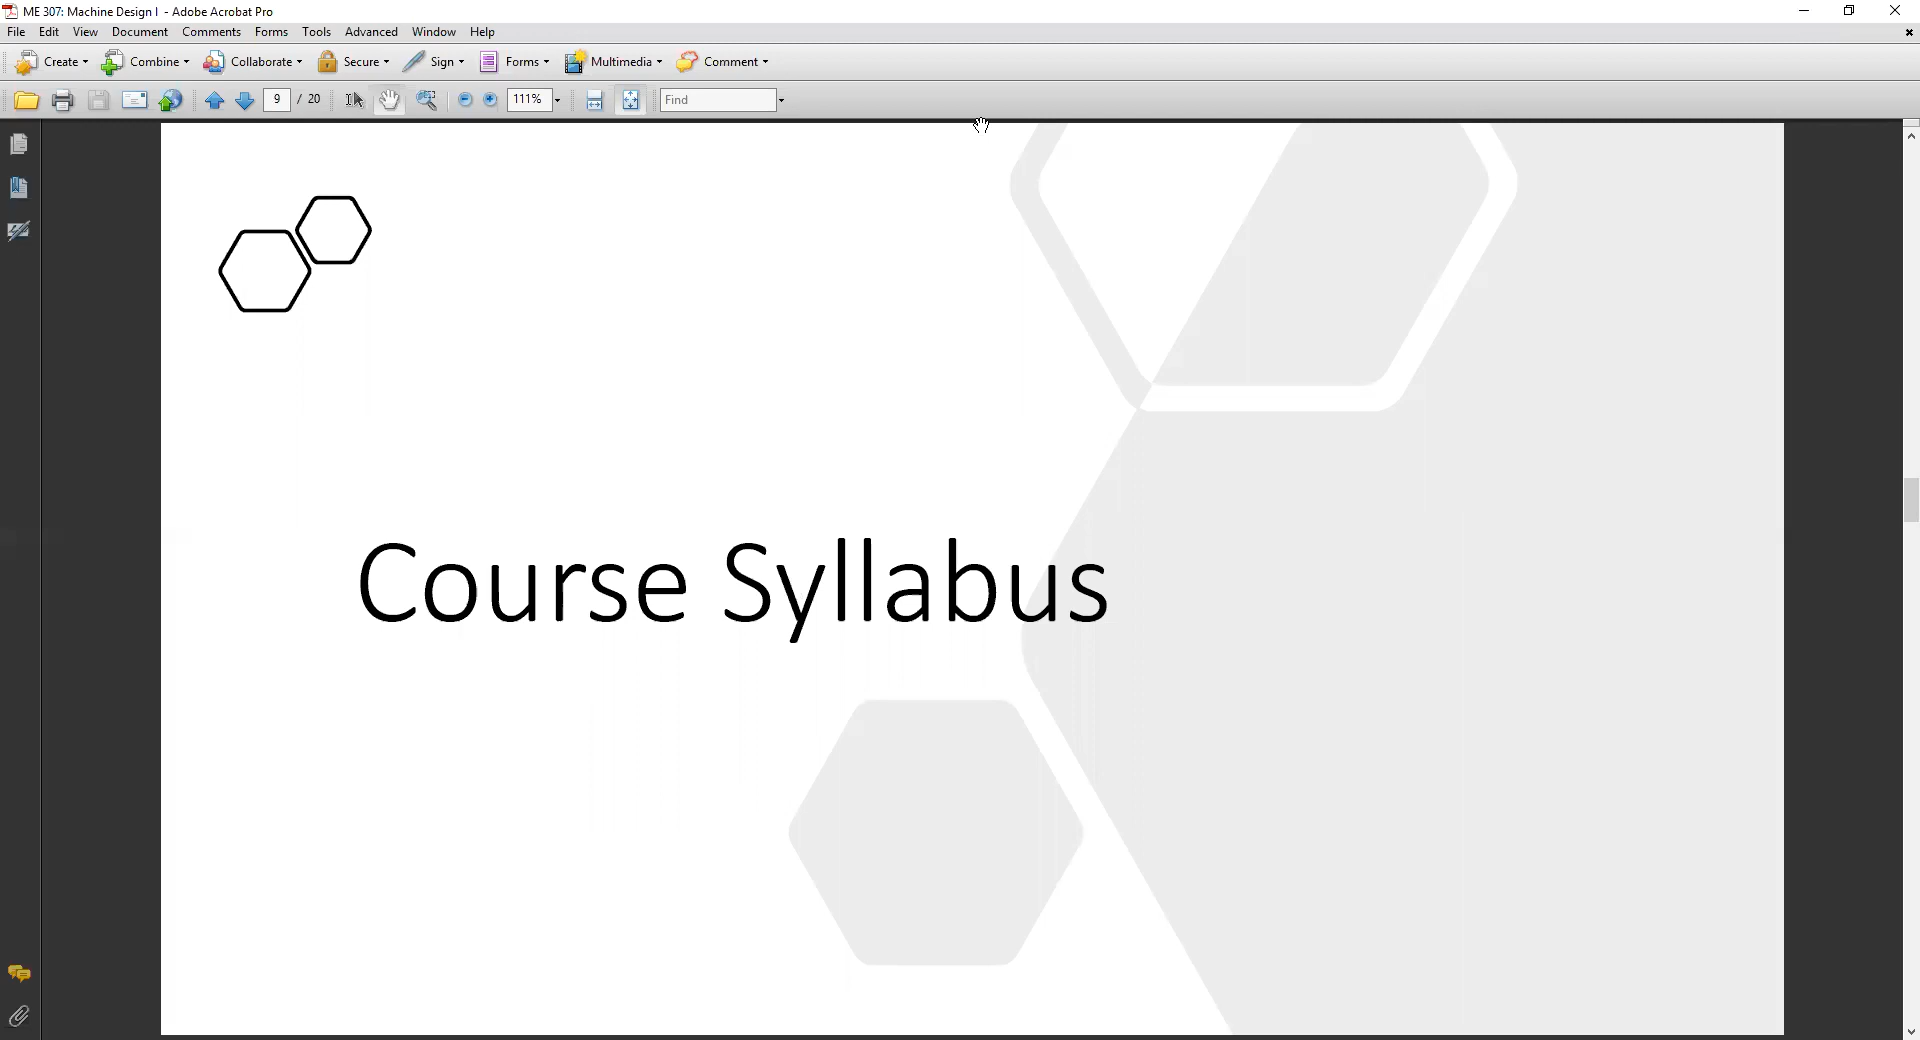 ME 307: Machine Design I - Adobe Acrobat Pro
File Edit View Document Comments Forms Tools Advanced Window Help
Create Combine Collaborate Secure Sign Forms Multimedia Comment
9 / 20 111% Find
Course Syllabus